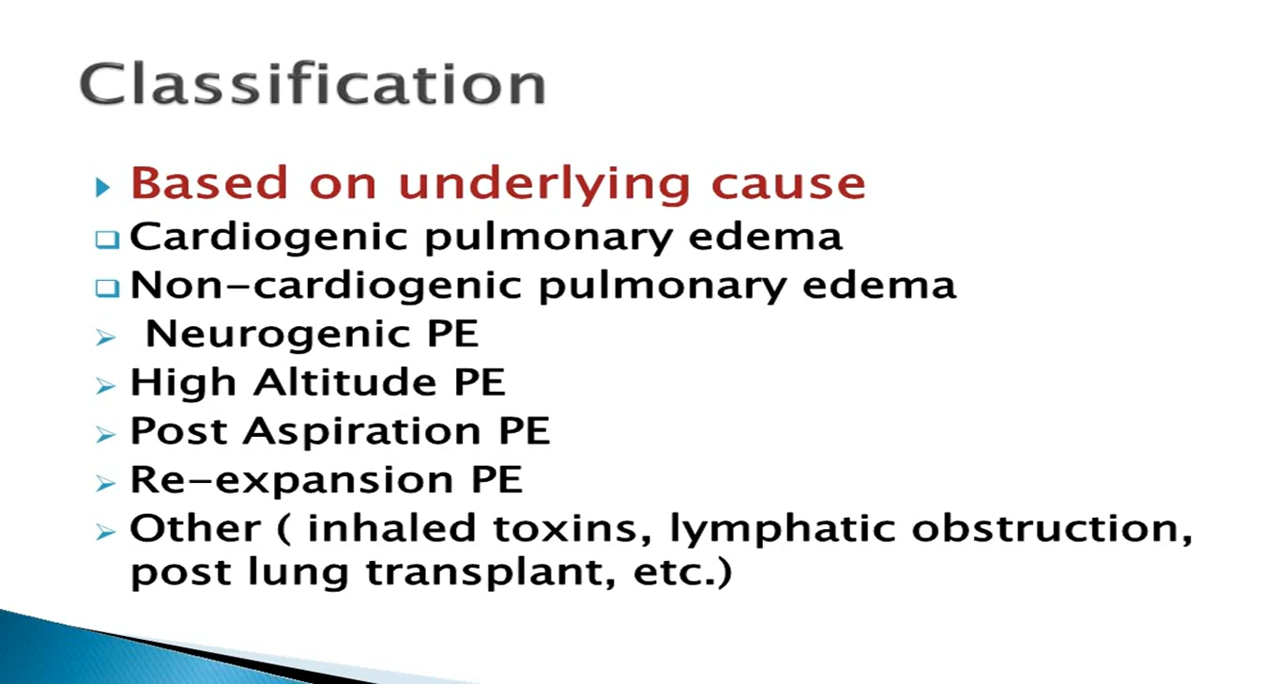 Classification
Based on underlying cause
Cardiogenic pulmonary edema
Non-cardiogenic pulmonary edema
Neurogenic PE
High Altitude PE
Post Aspiration PE
Re-expansion PE
Other ( inhaled toxins, lymphatic obstruction,
post lung transplant, etc.)